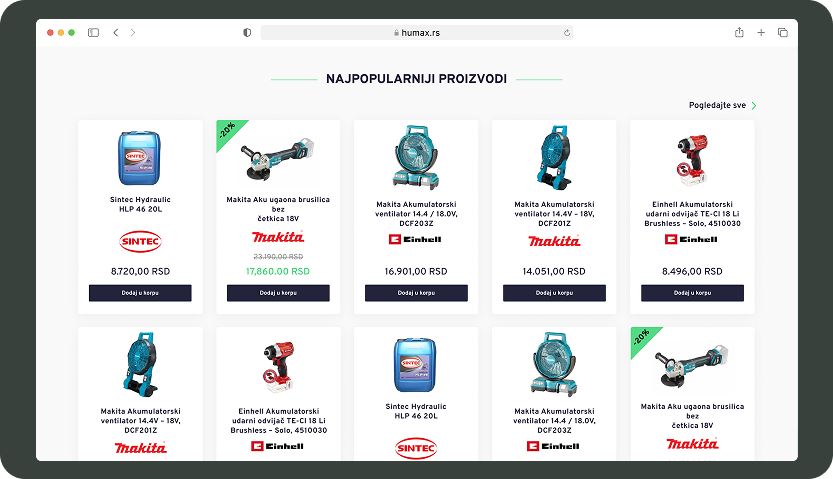 humax.rs
NAJPOPULARNIJI PROIZVODI
Pogledajte sve
SINTEC
Sintec Hydraulic
HLP 46 20L
SINTEC
8.720,00 RSD
Dodaj u korpu
-20%
Makita Aku ugaona brusilica
bez
četkica 18V
makita
23.190,00 RSD
17,860.00 RSD
Dodaj u korpu
Makita Akumulatorski
ventilator 14.4 / 18.0V,
DCF203Z
Einhell
16.901,00 RSD
Dodaj u korpu
Makita Akumulatorski
ventilator 14.4V – 18V,
DCF201Z
makita
14.051,00 RSD
Dodaj u korpu
Einhell Akumulatorski
udarni odvijač TE-CI 18 Li
Brushless – Solo, 4510030
Einhell
8.496,00 RSD
Dodaj u korpu
Makita Akumulatorski
ventilator 14.4V – 18V,
DCF201Z
makita
Einhell Akumulatorski
udarni odvijač TE-CI 18 Li
Brushless – Solo, 4510030
Einhell
SINTEC
Sintec Hydraulic
HLP 46 20L
SINTEC
Makita Akumulatorski
ventilator 14.4 / 18.0V,
DCF203Z
Einhell
-20%
Makita Aku ugaona brusilica
bez
četkica 18V
makita